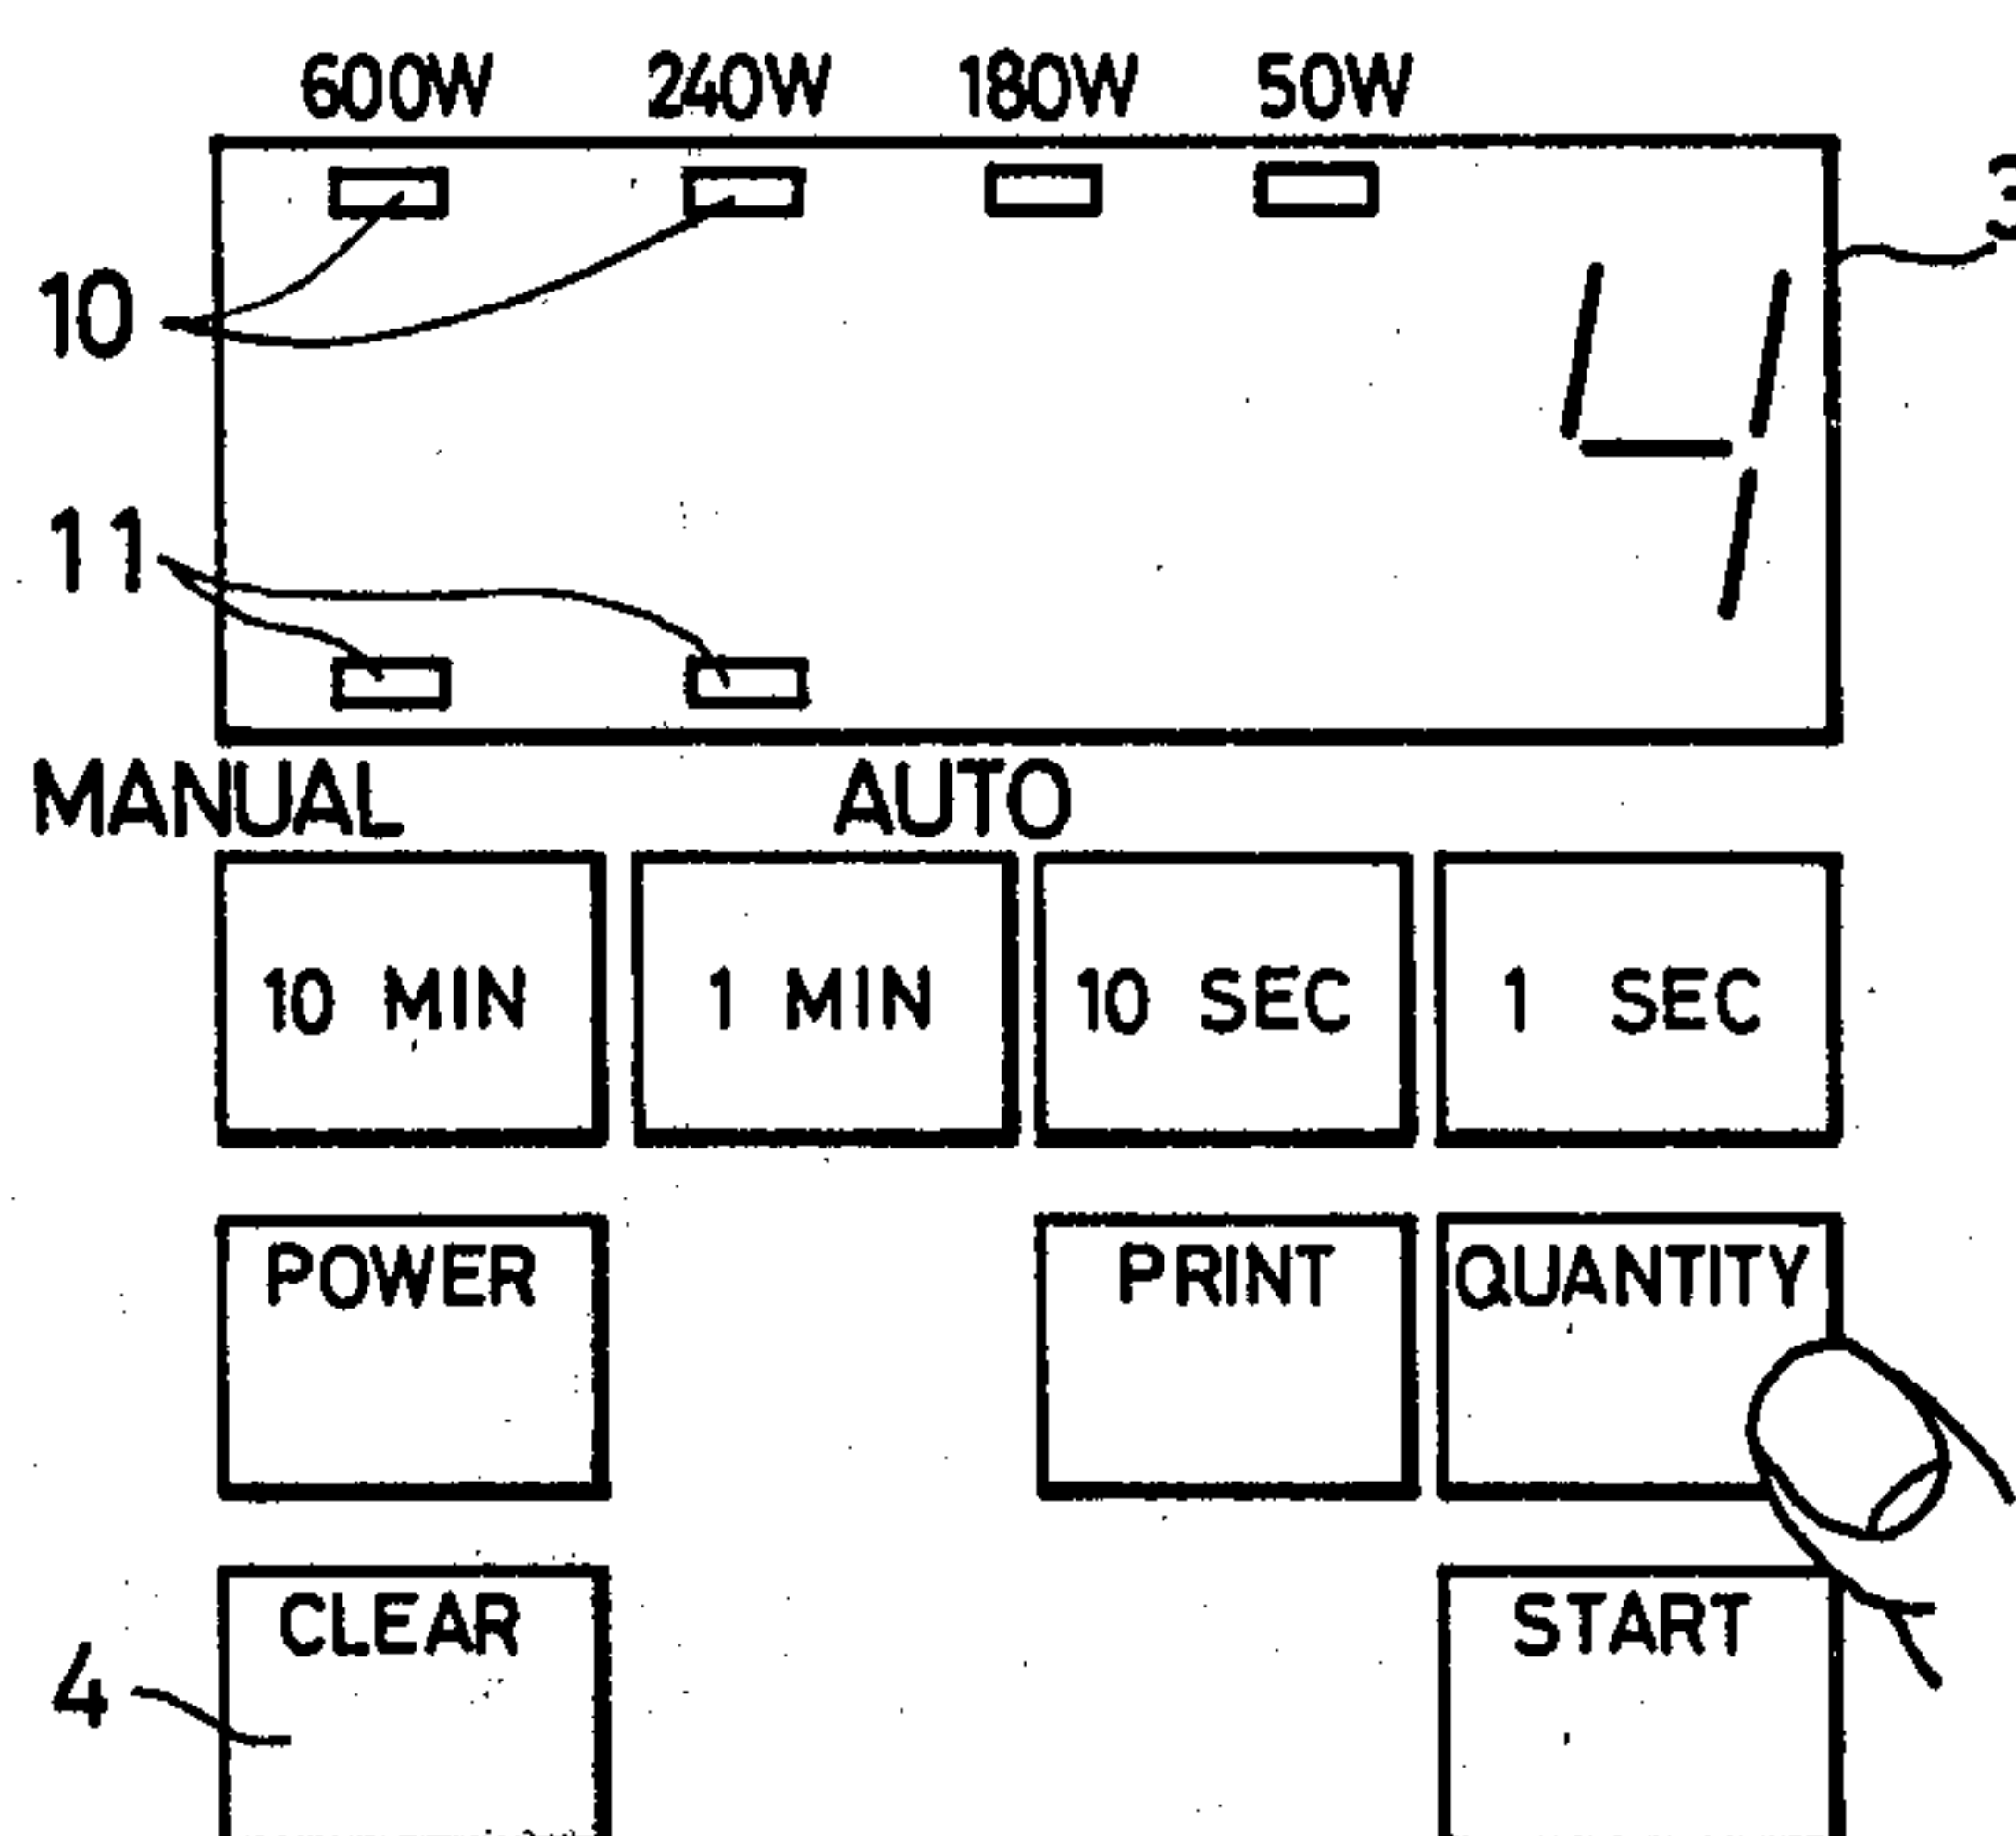 600W 240W 180W 50W
3
10
4
11
MANUAL AUTO
10 MIN 1 MIN 10 SEC 1 SEC
POWER PRINT QUANTITY
CLEAR START
4